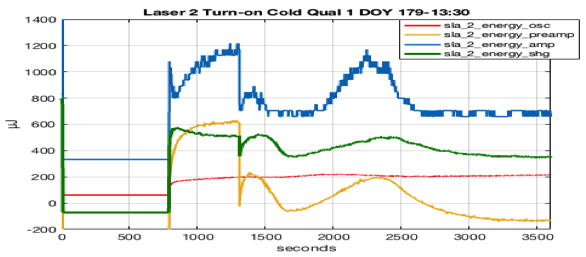 Laser 2 Turn-on Cold Qual 1 DOY 179-13:30
sla_2_energy_osc
sla_2_energy_preamp
sla_2_energy_amp
sla_2_energy_shg
1400
1200
1000
800
600
400
200
0
-200
µJ
0 500 1000 1500 2000 2500 3000 3500
seconds